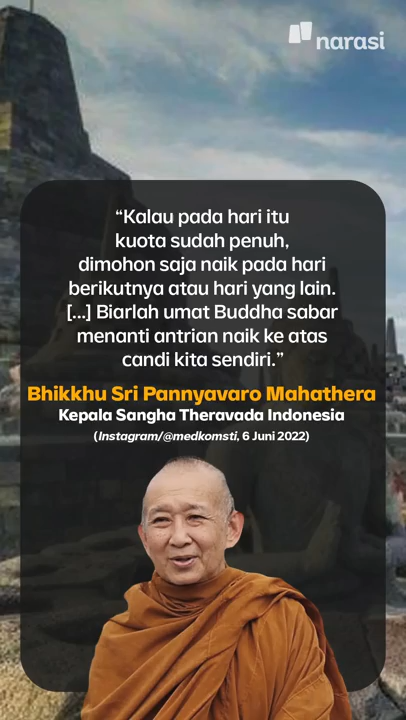 narasi
“Kalau pada hari itu
kuota sudah penuh,
dimohon saja naik pada hari
berikutnya atau hari yang lain.
[...] Biarlah umat Buddha sabar
menanti antrian naik ke atas
candi kita sendiri.”
Bhikkhu Sri Pannyavaro Mahathera
Kepala Sangha Theravada Indonesia
(Instagram/@medkomsti, 6 Juni 2022)